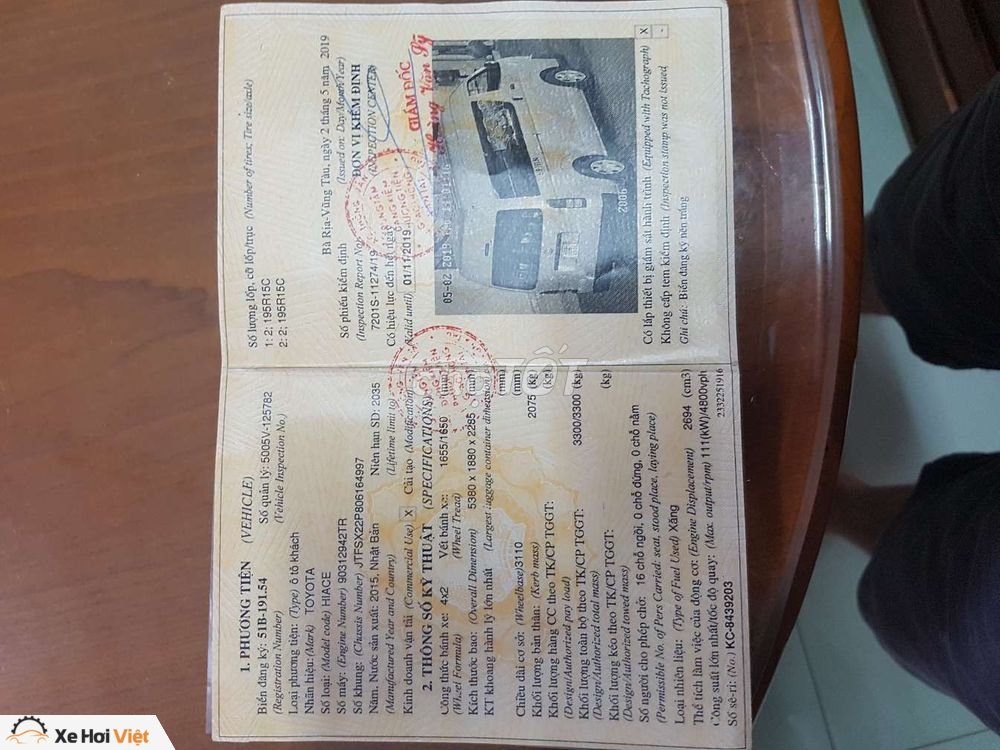 1. PHƯƠNG TIỆN (VEHICLE)
Biển đăng ký: 51B-191.54 Số quản lý: 5005V-125782
(Registration Number) (Vehicle Inspection No.)
Loại phương tiện: (Type) ô tô khách
Nhãn hiệu: (Mark) TOYOTA
Số loại: (Model code) HIACE
Số máy: (Engine Number) 90312942TR
Số khung: (Chassis Number) JTFSX22P806164997
Năm, Nước sản xuất: 2015, Nhật Bản Niên hạn SD: 2035
(Manufactured Year and Country) (Lifetime limit to)
Kinh doanh vận tải (Commercial Use) X Cải tạo (Modification)
2. THÔNG SỐ KỸ THUẬT (SPECIFICATIONS)
Công thức bánh xe: 4x2 Vết bánh xe: 1655/1650 (mm)
(Wheel Formula) (Wheel Tread)
Kích thước bao: (Overall Dimension) 5380 x 1880 x 2285 (mm)
KT khoang hành lý lớn nhất (Largest luggage container dimension) (mm)
Chiều dài cơ sở: (Wheelbase) 3110 (mm)
Khối lượng bản thân: (Kerb mass) 2075 (kg)
Khối lượng hàng CC theo TK/CP TGGT: (kg)
(Design/Authorized pay load)
Khối lượng toàn bộ theo TK/CP TGGT: 3300/3300 (kg)
(Design/Authorized total mass)
Khối lượng kéo theo TK/CP TGGT: (kg)
(Design/Authorized towed mass)
Số người cho phép chở: 16 chỗ ngồi, 0 chỗ đứng, 0 chỗ nằm
(Permissible No. of Pers Carried: seat, stood place, laying place)
Loại nhiên liệu: (Type of Fuel Used) Xăng
Thể tích làm việc của động cơ: (Engine Displacement) 2694 (cm3)
Công suất lớn nhất/tốc độ quay: (Max. output/rpm) 111(kW)/4800vph
Số sê-ri: (No.) KC-8439203 2332251916
Số lượng lốp, cỡ lốp/trục (Number of tires; Tire size/axle)
1: 2; 195R15C
2: 2; 195R15C
Bà Rịa-Vũng Tàu, ngày 2 tháng 5 năm 2019
(Issued on: Day/Month/Year)
Số phiếu kiểm định ĐƠN VỊ KIỂM ĐỊNH
(Inspection Report No) (INSPECTION CENTER)
7201S-11274/19
Có hiệu lực đến hết ngày
(Valid until) 01/11/2019
GIÁM ĐỐC
Hoàng Văn Sỹ
05-02 2019
2006
Có lắp thiết bị giám sát hành trình (Equipped with Tachograph) X
Không cấp tem kiểm định (Inspection stamp was not issued) -
Ghi chú: Biển đăng ký nền trắng
TỐT
Xe Hơi Việt